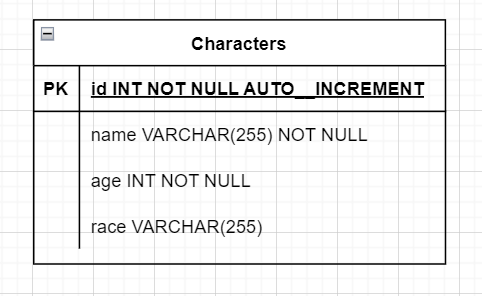 Characters
PK id INT NOT NULL AUTO__INCREMENT
name VARCHAR(255) NOT NULL
age INT NOT NULL
race VARCHAR(255)